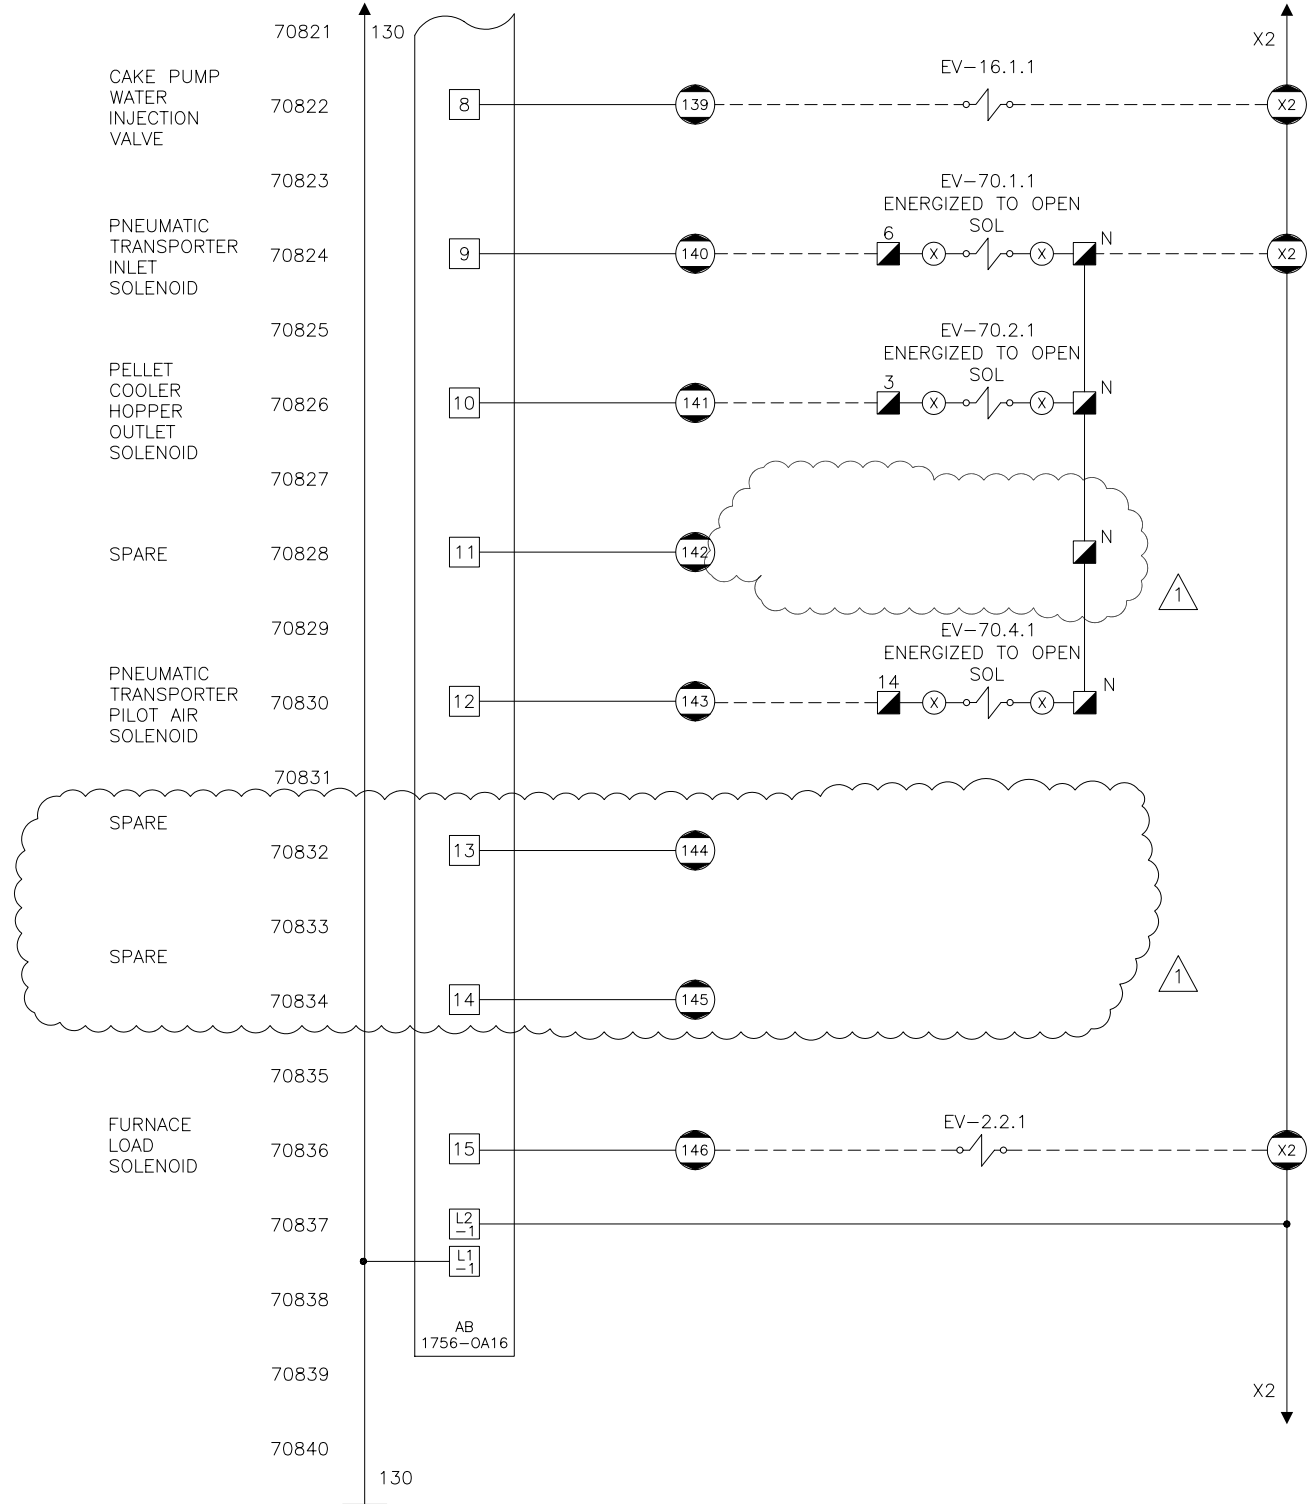 70821
130
X2
CAKE PUMP
WATER
INJECTION
VALVE
70822
8
139
EV-16.1.1
X2
70823
PNEUMATIC
TRANSPORTER
INLET
SOLENOID
70824
9
140
EV-70.1.1
ENERGIZED TO OPEN
SOL
6
X
X
N
X2
70825
PELLET
COOLER
HOPPER
OUTLET
SOLENOID
70826
10
141
EV-70.2.1
ENERGIZED TO OPEN
SOL
3
X
X
N
70827
SPARE
70828
11
142
N
1
70829
PNEUMATIC
TRANSPORTER
PILOT AIR
SOLENOID
70830
12
143
EV-70.4.1
ENERGIZED TO OPEN
SOL
14
X
X
N
70831
SPARE
70832
13
144
70833
SPARE
70834
14
145
1
70835
FURNACE
LOAD
SOLENOID
70836
15
146
EV-2.2.1
X2
70837
L2
-1
L1
-1
70838
AB
1756-OA16
70839
X2
70840
130